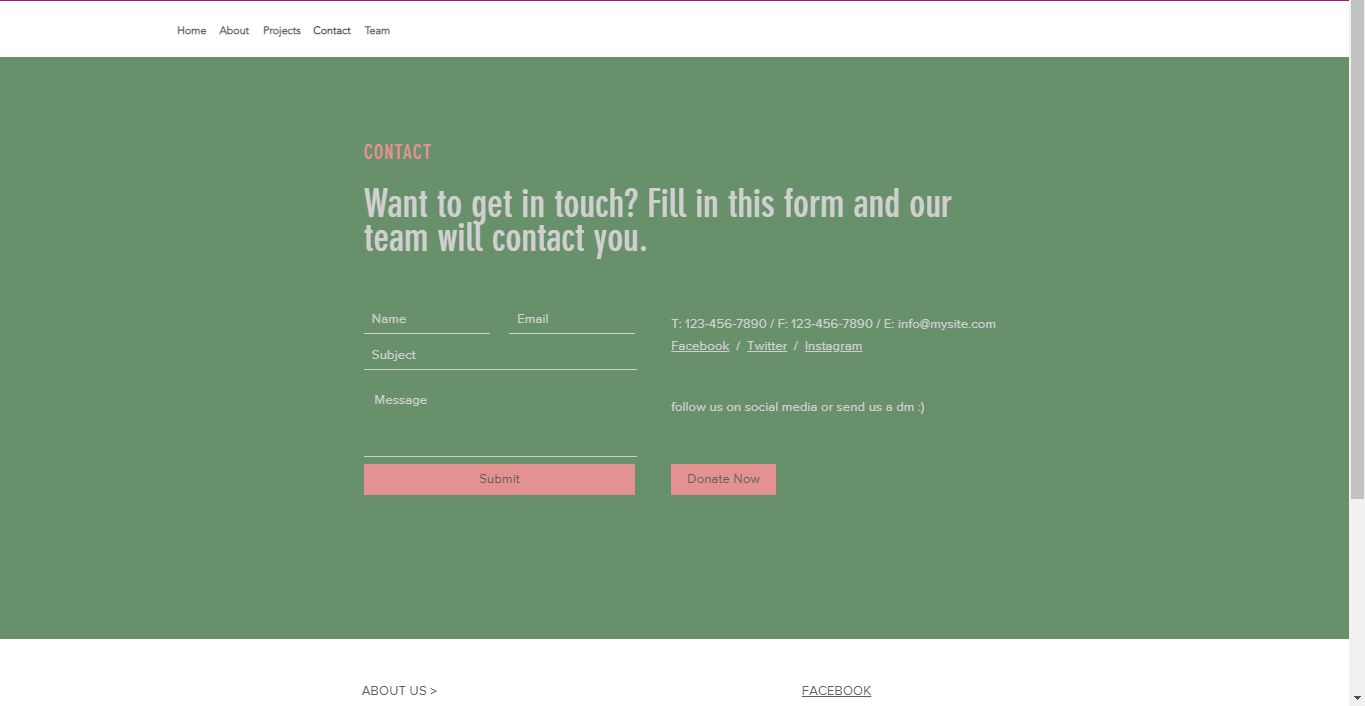 Home About Projects Contact Team
CONTACT
Want to get in touch? Fill in this form and our
team will contact you.
Name Email
Subject
Message
Submit
T: 123-456-7890 / F: 123-456-7890 / E: info@mysite.com
Facebook / Twitter / Instagram
follow us on social media or send us a dm :)
Donate Now
ABOUT US >
FACEBOOK